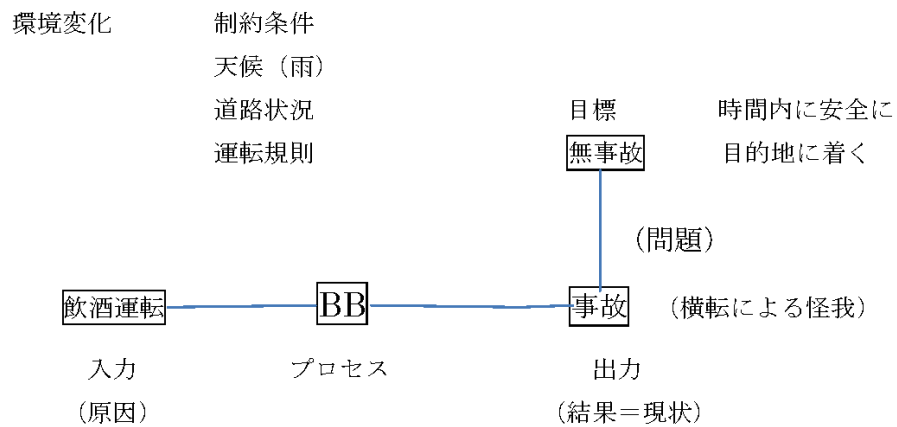 環境変化 制約条件
天候（雨）
道路状況 目標 時間内に安全に
運転規則 無事故 目的地に着く
（問題）
飲酒運転 BB 事故 （横転による怪我）
入力 プロセス 出力
（原因） （結果＝現状）